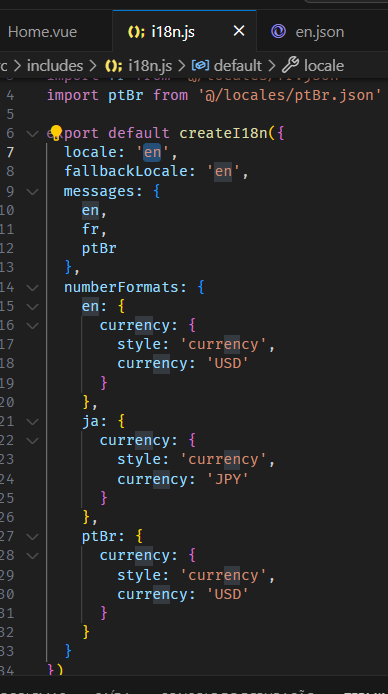 Home.vue
i18n.js
en.json
includes > i18n.js > default > locale
4 import ptBr from '@/locales/ptBr.json'
5
6 export default createI18n({
7 locale: 'en',
8 fallbackLocale: 'en',
9 messages: {
10 en,
11 fr,
12 ptBr
13 },
14 numberFormats: {
15 en: {
16 currency: {
17 style: 'currency',
18 currency: 'USD'
19 }
20 },
21 ja: {
22 currency: {
23 style: 'currency',
24 currency: 'JPY'
25 }
26 },
27 ptBr: {
28 currency: {
29 style: 'currency',
30 currency: 'USD'
31 }
32 }
33 }
34 })